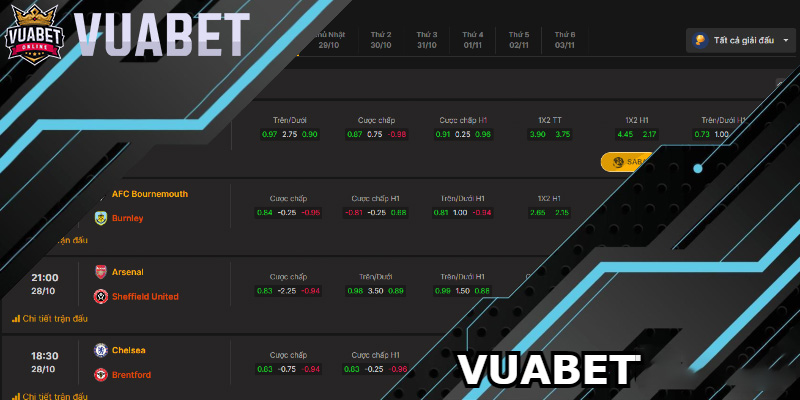 VUABET
ONLINE
VUABET
Chủ Nhật Thứ 2 Thứ 3 Thứ 4 Thứ 5 Thứ 6
29/10 30/10 31/10 01/11 02/11 03/11
Tất cả giải đấu
Trên/Dưới Cược chấp Cược chấp H1 1X2 TT 1X2 H1 Trên/Dưới H1
0.97 2.75 0.90 0.87 0.75 -0.98 0.91 0.25 0.96 3.90 3.75 4.45 2.17 0.73 1.00
SABA
AFC Bournemouth
Burnley
Cược chấp Cược chấp H1 Trên/Dưới H1 1X2 H1
0.84 -0.25 -0.95 -0.81 -0.25 0.68 0.81 1.00 -0.94 2.65 2.15
trận đấu
21:00
28/10
Arsenal
Sheffield United
Cược chấp Trên/Dưới Trên/Dưới H1
0.83 -2.25 -0.94 0.98 3.50 0.89 0.99 1.50 0.88
Chi tiết trận đấu
18:30
28/10
Chelsea
Brentford
Cược chấp Cược chấp H1
0.83 -0.75 -0.94 0.83 -0.25 -0.96
VUABET
Chi tiết trận đấu